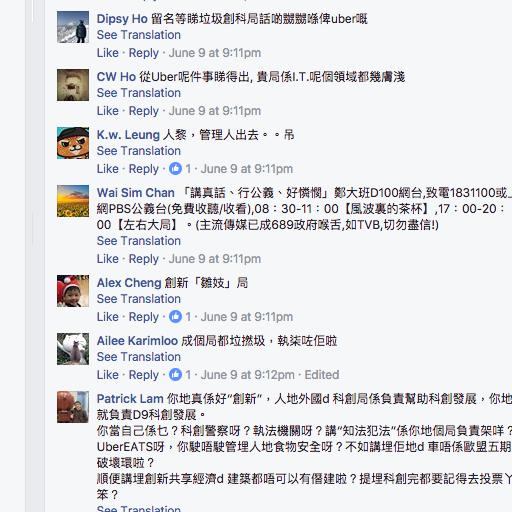 Dipsy Ho 留名等睇垃圾創科局話啲嬲嬲喺俾uber嘅
See Translation
Like · Reply · June 9 at 9:11pm
CW Ho 從Uber呢件事睇得出, 貴局係I.T.呢個領域都幾膚淺
See Translation
Like · Reply · June 9 at 9:11pm
K.w. Leung 人黎，管理人出去。。吊
See Translation
Like · Reply · 1 · June 9 at 9:11pm
Wai Sim Chan 「講真話、行公義、好憐憫」鄭大班D100網台,致電1831100或上
網PBS公義台(免費收聽/收看),08：30-11：00【風波裏的茶杯】,17：00-20：
00【左右大局】。(主流傳媒已成689政府喉舌,如TVB,切勿盡信!)
See Translation
Like · Reply · June 9 at 9:11pm
Alex Cheng 創新「雛妓」局
See Translation
Like · Reply · 1 · June 9 at 9:11pm
Ailee Karimloo 成個局都垃撚圾，執柒咗佢啦
See Translation
Like · Reply · 1 · June 9 at 9:12pm · Edited
Patrick Lam 你地真係好"創新"，人地外國d 科創局係負責幫助科創發展，你地
就負責D9科創發展。
你當自己係乜？科創警察呀？執法機關呀？講"知法犯法"係你地個局負責架咩？
UberEATS呀，你駛唔駛管埋人地食物安全呀？不如講埋佢地d 車唔係歐盟五期
破壞環啦？
順便講埋創新共享經濟d 建築都唔可以有僭建啦？提埋科創完都要記得去投票丫
笨？
See Translation